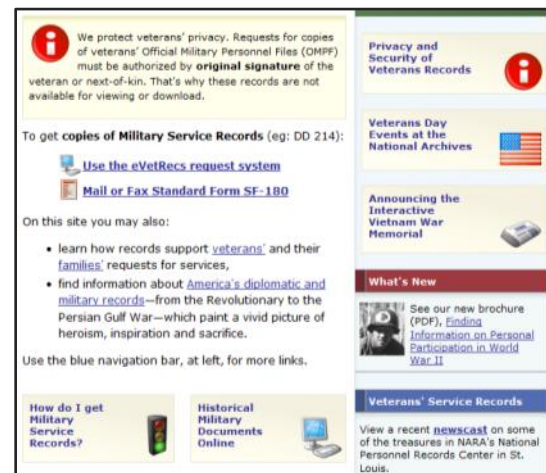 We protect veterans' privacy. Requests for copies
of veterans' Official Military Personnel Files (OMPF)
must be authorized by original signature of the
veteran or next-of-kin. That's why these records are not
available for viewing or download.
To get copies of Military Service Records (eg: DD 214):
Use the eVetRecs request system
Mail or Fax Standard Form SF-180
On this site you may also:
• learn how records support veterans' and their
families' requests for services,
• find information about America's diplomatic and
military records—from the Revolutionary to the
Persian Gulf War—which paint a vivid picture of
heroism, inspiration and sacrifice.
Use the blue navigation bar, at left, for more links.
How do I get
Military
Service
Records?
Historical
Military
Documents
Online
Privacy and
Security of
Veterans Records
Veterans Day
Events at the
National Archives
Announcing the
Interactive
Vietnam War
Memorial
What's New
See our new brochure
(PDF), Finding
Information on Personal
Participation in World
War II
Veterans' Service Records
View a recent newscast on some
of the treasures in NARA's National
Personnel Records Center in St.
Louis.